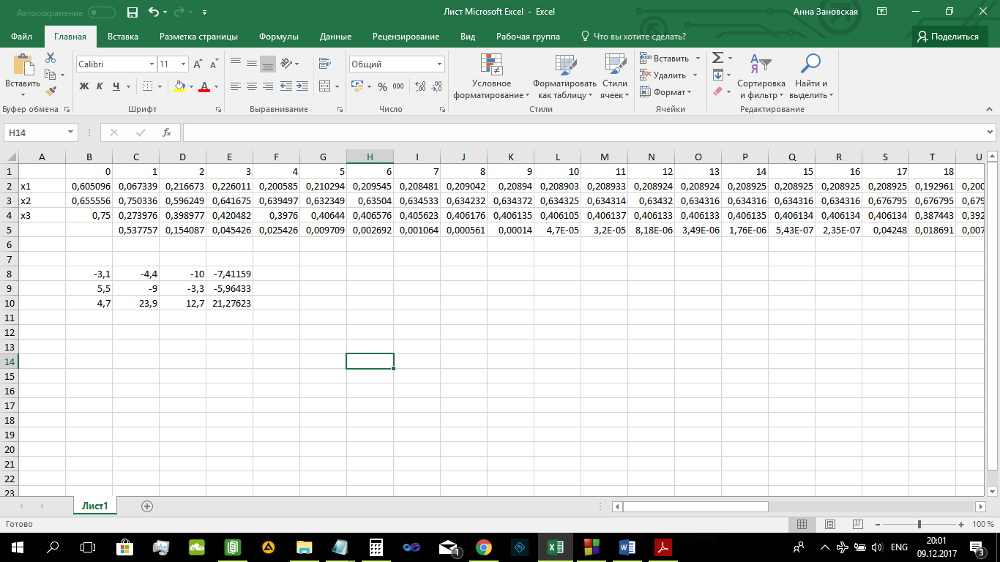 Автосохранение Лист Microsoft Excel - Excel Анна Зановская
Файл Главная Вставка Разметка страницы Формулы Данные Рецензирование Вид Рабочая группа Что вы хотите сделать? Поделиться
Вставить
Calibri 11
Ж К Ч А
Общий
% 000
Условное форматирование
Форматировать как таблицу
Стили ячеек
Вставить
Удалить
Формат
Сортировка и фильтр
Найти и выделить
Буфер обмена Шрифт Выравнивание Число Стили Ячейки Редактирование
H14 fx
A B C D E F G H I J K L M N O P Q R S T U
1 0 1 2 3 4 5 6 7 8 9 10 11 12 13 14 15 16 17 18
2 x1 0,605096 0,067339 0,216673 0,226011 0,200585 0,210294 0,209545 0,208481 0,209042 0,20894 0,208903 0,208933 0,208924 0,208924 0,208925 0,208925 0,208925 0,208925 0,192961 0,200
3 x2 0,655556 0,750336 0,596249 0,641675 0,639497 0,632349 0,63504 0,634533 0,634232 0,634372 0,634325 0,634314 0,63432 0,634316 0,634316 0,634316 0,634316 0,676795 0,676795 0,679
4 x3 0,75 0,273976 0,398977 0,420482 0,3976 0,40644 0,406576 0,405623 0,406176 0,406135 0,406105 0,406137 0,406133 0,406133 0,406135 0,406134 0,406134 0,406134 0,387443 0,392
5 0,537757 0,154087 0,045426 0,025426 0,009709 0,002692 0,001064 0,000561 0,00014 4,7E-05 3,2E-05 8,18E-06 3,49E-06 1,76E-06 5,43E-07 2,35E-07 0,04248 0,018691 0,007
6
7
8 -3,1 -4,4 -10 -7,41159
9 5,5 -9 -3,3 -5,96433
10 4,7 23,9 12,7 21,27623
11
12
13
14
15
16
17
18
19
20
21
22
23
Лист1
Готово 100 %
1 ENG 20:01 3
09.12.2017